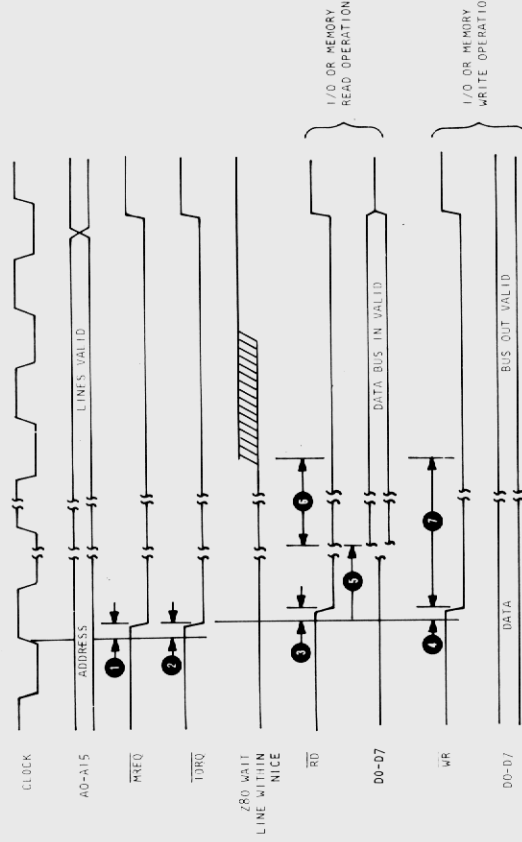 CLOCK
A0-A15
ADDRESS
LINES VALID
MREQ
1
IORQ
2
Z80 WAIT
LINE WITHIN
NICE
RD
3
6
I/O OR MEMORY
READ OPERATION
D0-D7
5
DATA BUS IN VALID
WR
4
7
I/O OR MEMORY
WRITE OPERATION
D0-D7
DATA
BUS OUT VALID